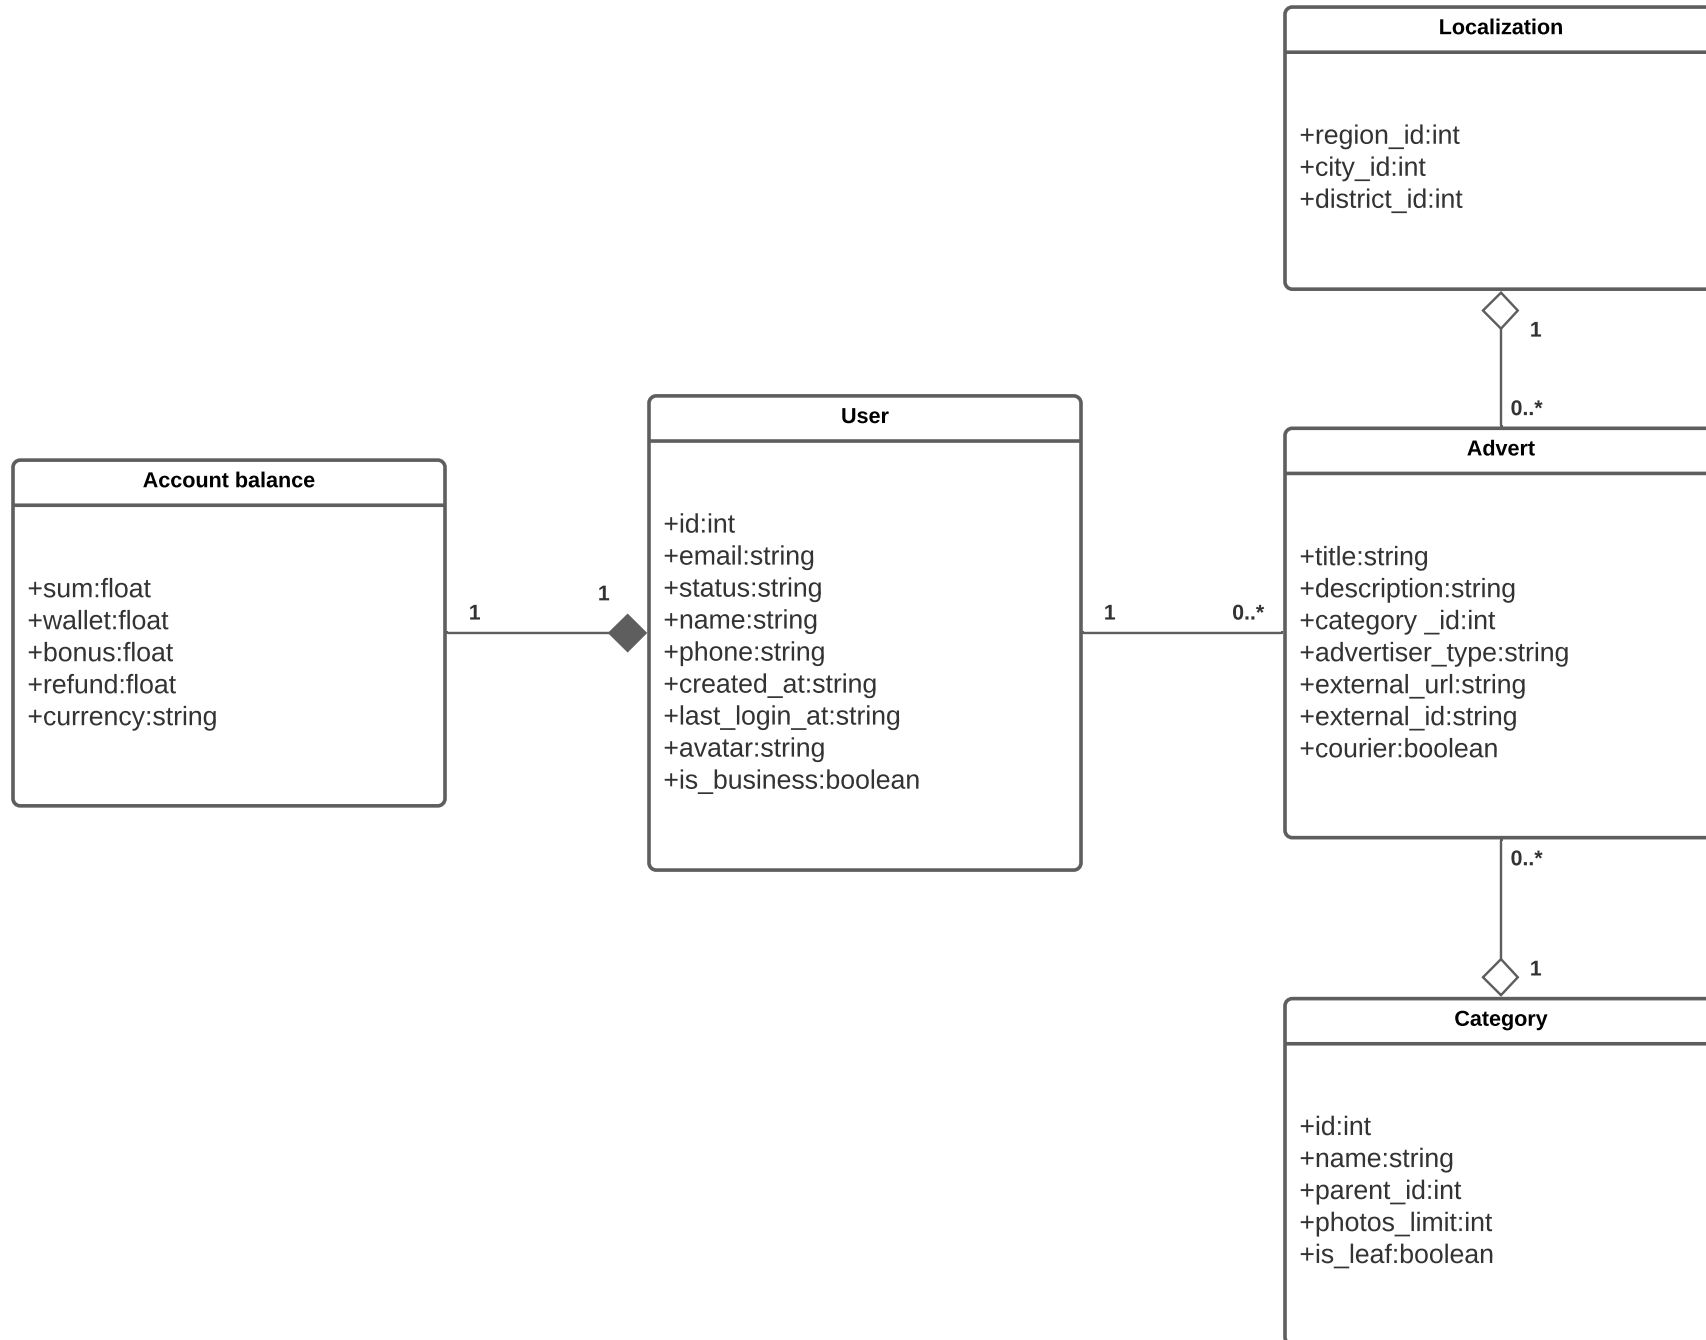 Localization
+region_id:int
+city_id:int
+district_id:int
1
0..*
Account balance
+sum:float
+wallet:float
+bonus:float
+refund:float
+currency:string
1
1
User
+id:int
+email:string
+status:string
+name:string
+phone:string
+created_at:string
+last_login_at:string
+avatar:string
+is_business:boolean
1
0..*
Advert
+title:string
+description:string
+category _id:int
+advertiser_type:string
+external_url:string
+external_id:string
+courier:boolean
0..*
1
Category
+id:int
+name:string
+parent_id:int
+photos_limit:int
+is_leaf:boolean